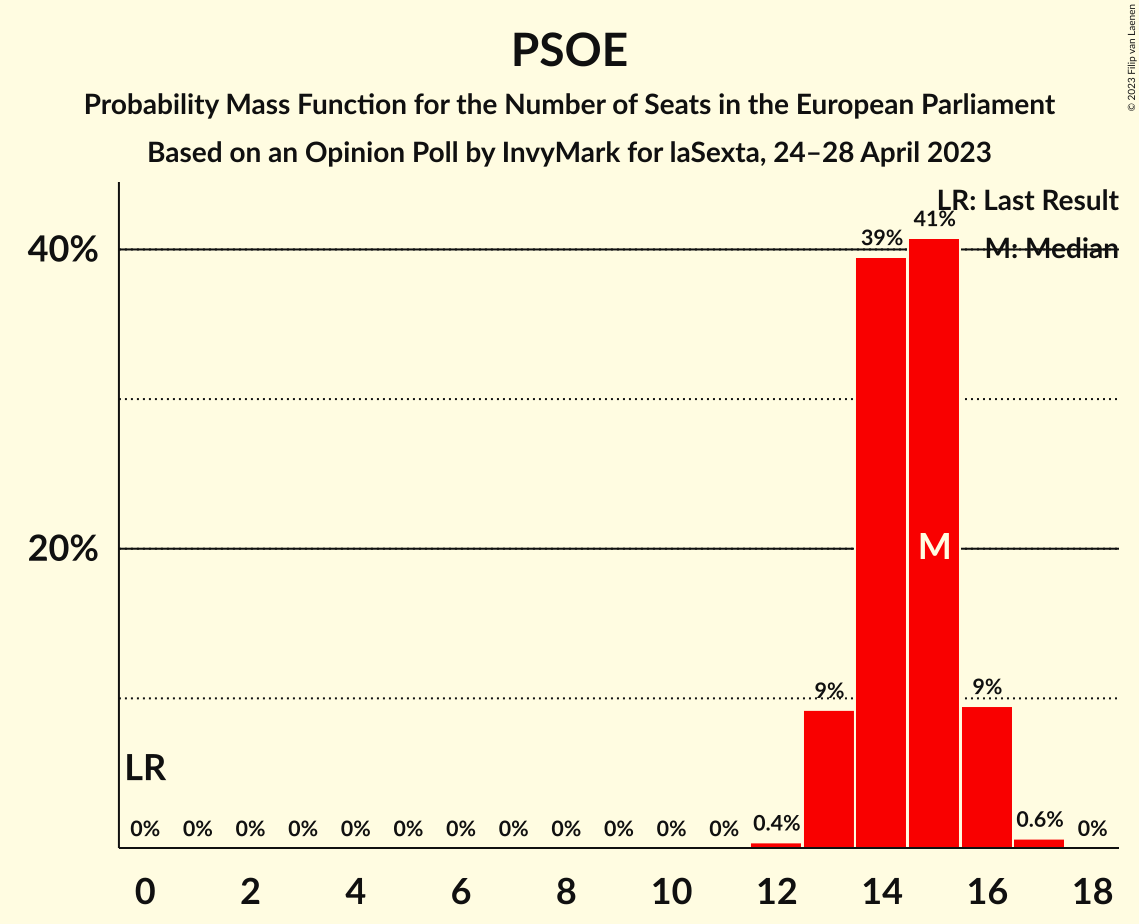 PSOE
Probability Mass Function for the Number of Seats in the European Parliament
Based on an Opinion Poll by InvyMark for laSexta, 24–28 April 2023
© 2023 Filip van Laenen
LR: Last Result
M: Median
40%
20%
39%
41%
M
9%
9%
LR
0% 0% 0% 0% 0% 0% 0% 0% 0% 0% 0% 0% 0.4% 0.6% 0%
0 2 4 6 8 10 12 14 16 18